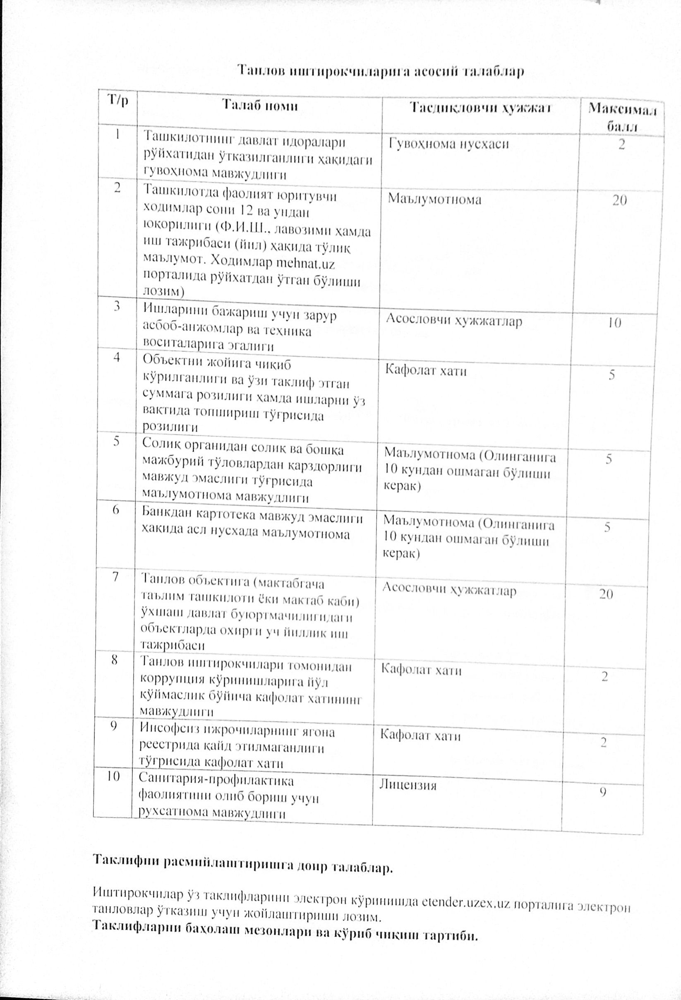 Танлов иштирокчиларига асосий талаблар
Т/р
Талаб номи
Тасдиқловчи ҳужжат
Максимал
балл
1
Ташкилотнинг давлат идоралари
рўйхатидан ўтказилганлиги ҳақидаги
гувоҳнома мавжудлиги
Гувоҳнома нусхаси
2
2
Ташкилотда фаолият юритувчи
ходимлар сони 12 ва ундан
юқорилиги (Ф.И.Ш., лавозими ҳамда
иш тажрибаси (йил) ҳақида тўлиқ
маълумот. Ходимлар mehnat.uz
порталида рўйхатдан ўтган бўлиши
лозим)
Маълумотнома
20
3
Ишларини бажариш учун зарур
асбоб-анжомлар ва теҳника
воситаларига эгалиги
Асословчи ҳужжатлар
10
4
Объектни жойига чиқиб
кўрилганлиги ва ўзи таклиф этган
суммага розилиги ҳамда ишларни ўз
вақтида топшириш тўғрисида
розилиги
Кафолат хати
5
5
Солиқ органидан солиқ ва бошқа
мажбурий тўловлардан қарздорлиги
мавжуд эмаслиги тўғрисида
маълумотнома мавжудлиги
Маълумотнома (Олинганига
10 кундан ошмаган бўлиши
керак)
5
6
Банкдан картотека мавжуд эмаслиги
ҳақида асл нусхада маълумотнома
Маълумотнома (Олинганига
10 кундан ошмаган бўлиши
керак)
5
7
Танлов объектига (мактабгача
таълим ташкилоти ёки мактаб каби)
ўхшаш давлат буюртмачилигидаги
объектларда охирги уч йиллик иш
тажрибаси
Асословчи ҳужжатлар
20
8
Танлов иштирокчилари томонидан
коррупция кўринишларига йўл
қўймаслик бўйича кафолат хатининг
мавжудлиги
Кафолат хати
2
9
Инсофсиз ижрочиларнинг ягона
реестрида қайд этилмаганлиги
тўғрисида кафолат хати
Кафолат хати
2
10
Санитария-профилактика
фаолиятини олиб бориш учун
рухсатнома мавжудлиги
Лицензия
9
Таклифни расмийлаштиришга доир талаблар.
Иштирокчилар ўз таклифларини электрон кўринишда etender.uzex.uz порталига электрон
танловлар ўтказиш учун жойлаштириши лозим.
Таклифларни баҳолаш мезонлари ва кўриб чиқиш тартиби.